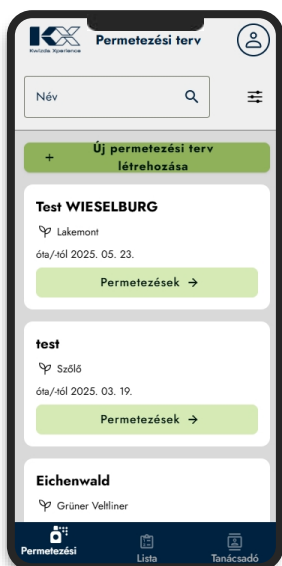 KX
Kwizda Xperience
Permetezési terv
Név
+ Új permetezési terv
létrehozása
Test WIESELBURG
Lakemont
óta/-tól 2025. 05. 23.
Permetezések →
test
Szőlő
óta/-tól 2025. 03. 19.
Permetezések →
Eichenwald
Grüner Veltliner
Permetezési
Lista
Tanácsadó